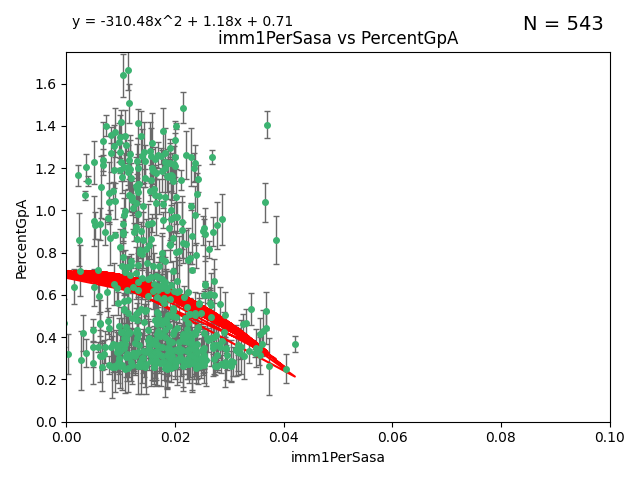 y = -310.48x^2 + 1.18x + 0.71
N = 543
imm1PerSasa vs PercentGpA
1.6
1.4
1.2
1.0
0.8
0.6
0.4
0.2
0.0
PercentGpA
0.00 0.02 0.04 0.06 0.08 0.10
imm1PerSasa